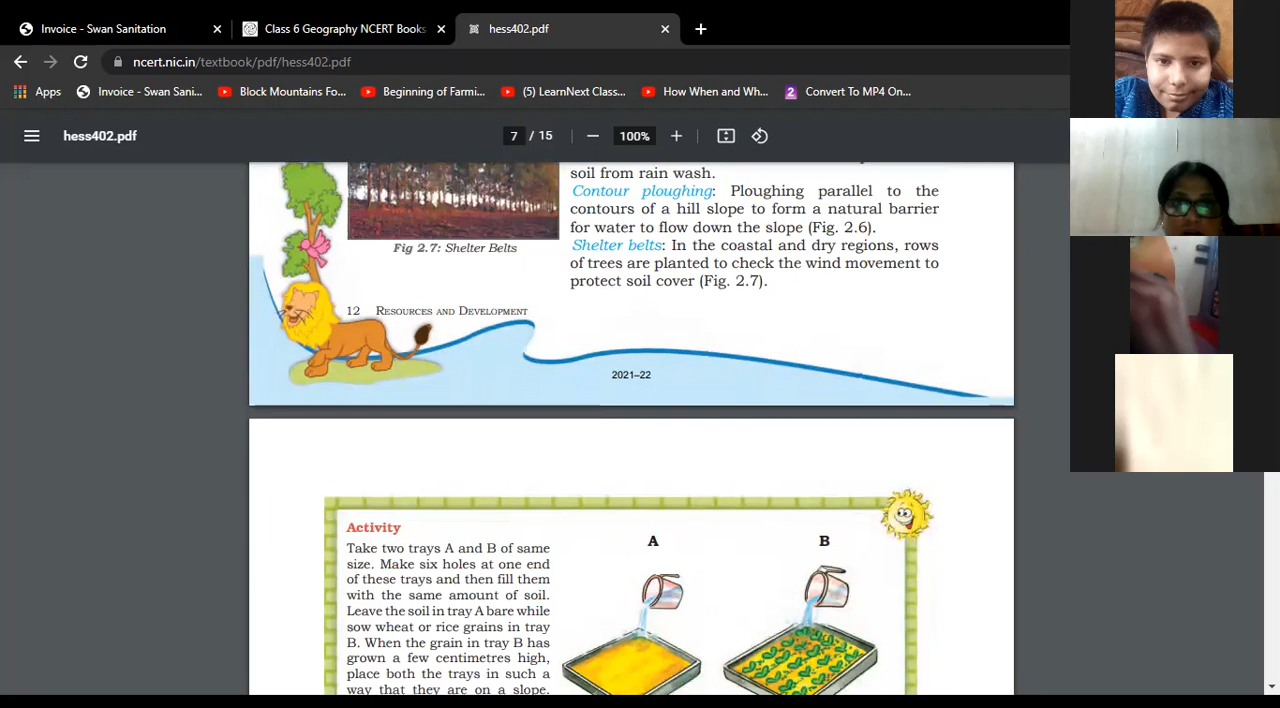 Invoice - Swan Sanitation
Class 6 Geography NCERT Books
hess402.pdf
ncert.nic.in/textbook/pdf/hess402.pdf
Apps
Invoice - Swan Sani...
Block Mountains Fo...
Beginning of Farmi...
(5) LearnNext Class...
How When and Wh...
2
Convert To MP4 On...
hess402.pdf
7 / 15
100%
soil from rain wash.
Contour ploughing: Ploughing parallel to the
contours of a hill slope to form a natural barrier
for water to flow down the slope (Fig. 2.6).
Shelter belts: In the coastal and dry regions, rows
of trees are planted to check the wind movement to
protect soil cover (Fig. 2.7).
Fig 2.7: Shelter Belts
12 RESOURCES AND DEVELOPMENT
2021–22
Activity
Take two trays A and B of same
size. Make six holes at one end
of these trays and then fill them
with the same amount of soil.
Leave the soil in tray A bare while
sow wheat or rice grains in tray
B. When the grain in tray B has
grown a few centimetres high,
place both the trays in such a
way that they are on a slope.
A
B